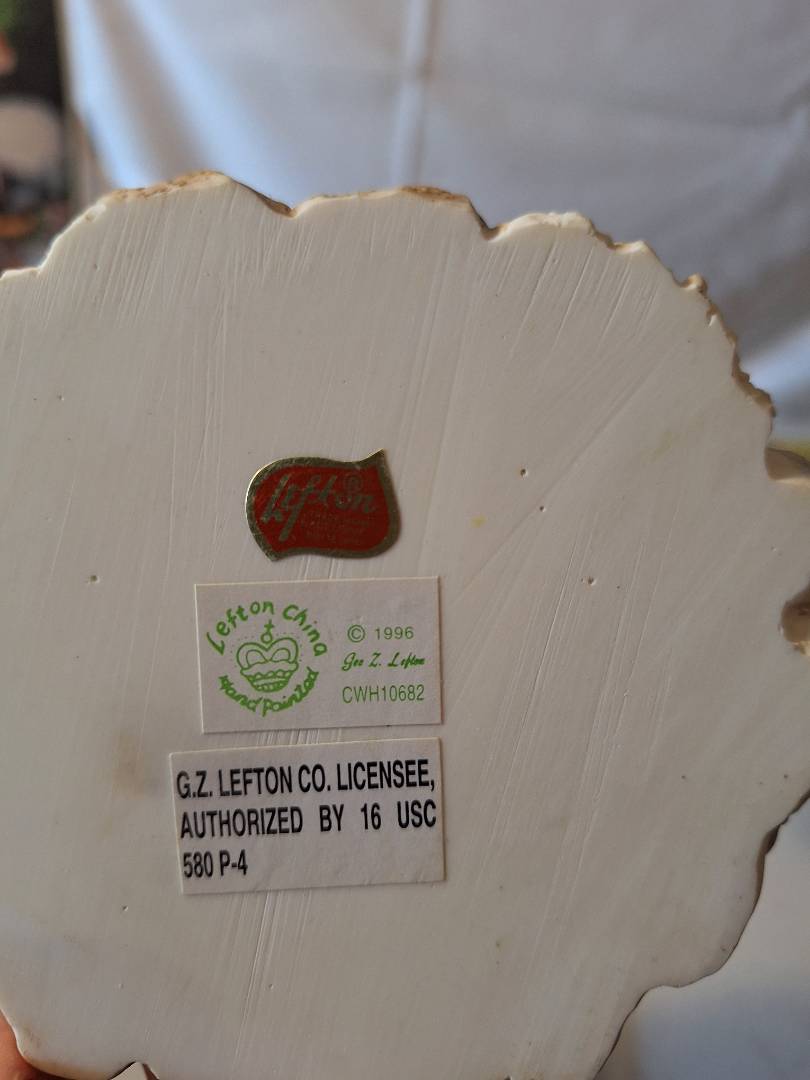 Lefton ®
Lefton China
Hand Painted
© 1996
Geo Z. Lefton
CWH10682
G.Z. LEFTON CO. LICENSEE,
AUTHORIZED BY 16 USC
580 P-4